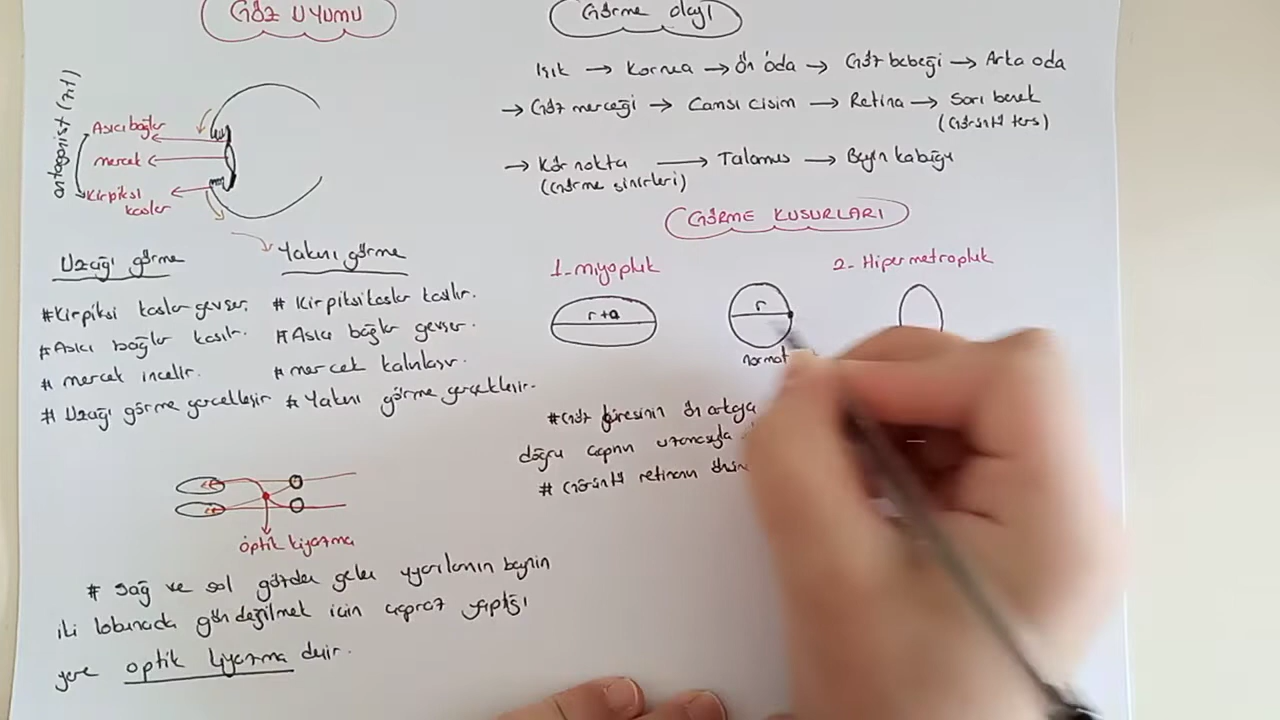 GÖZ UYUMU
antagonist (zıt)
Asıcı bağlar
mercek
Kirpiksi
kaslar
Uzağı görme
Yakını görme
#Kirpiksi kaslar gevşer.
# Asıcı bağlar kasılır.
# mercek incelir.
# Uzağı görme gerçekleşir
# Kirpiksi kaslar kasılır.
# Asıcı bağlar gevşer.
# mercek kalınlaşır.
# Yakını görme gerçekleşir.
optik kiyazma
# Sağ ve sol gözden gelen uyarıların beynin
iki lobunada gönderilmek için çapraz yaptığı
yere optik kiyazma denir.
Görme olayı
Işık → Kornea → Ön oda → Göz bebeği → Arka oda
→ Göz merceği → Camsı cisim → Retina → Sarı benek
(Görüntü ters)
→ Kör nokta → Talamus → Beyin kabuğu
(Görme sinirleri)
GÖRME KUSURLARI
1-miyopluk
r+a
r
normal
2- Hipermetropluk
#Göz küresinin ön arkaya
doğru çapının uzamasıyla
# Görüntü retinanın önün